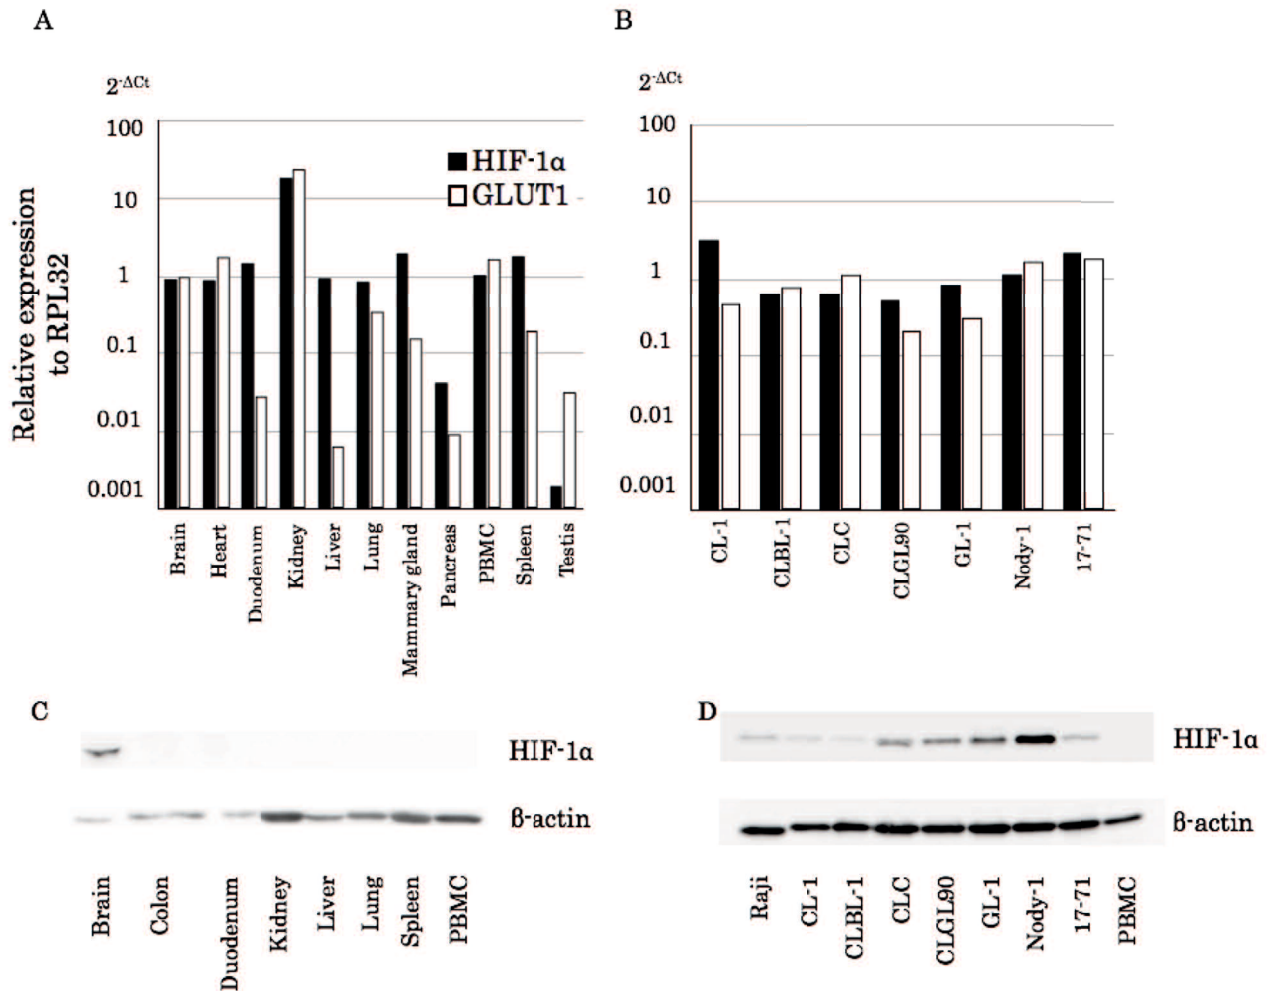 A
B
2-ΔCt
2-ΔCt
100
10
1
0.1
0.01
0.001
HIF-1α
GLUT1
Relative expression
to RPL32
Brain
Heart
Duodenum
Kidney
Liver
Lung
Mammary gland
Pancreas
PBMC
Spleen
Testis
100
10
1
0.1
0.01
0.001
CL-1
CLBL-1
CLC
CLGL90
GL-1
Nody-1
17-71
C
HIF-1α
β-actin
Brain
Colon
Duodenum
Kidney
Liver
Lung
Spleen
PBMC
D
HIF-1α
β-actin
Raji
CL-1
CLBL-1
CLC
CLGL90
GL-1
Nody-1
17-71
PBMC